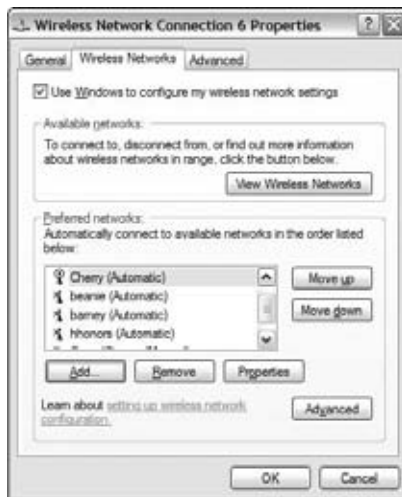 Wireless Network Connection 6 Properties
General Wireless Networks Advanced
Use Windows to configure my wireless network settings
Available networks:
To connect to, disconnect from, or find out more information
about wireless networks in range, click the button below.
View Wireless Networks
Preferred networks:
Automatically connect to available networks in the order listed
below:
Cherry (Automatic)
beanie (Automatic)
barney (Automatic)
hhonors (Automatic)
Move up
Move down
Add... Remove Properties
Learn about setting up wireless network
configuration.
Advanced
OK Cancel